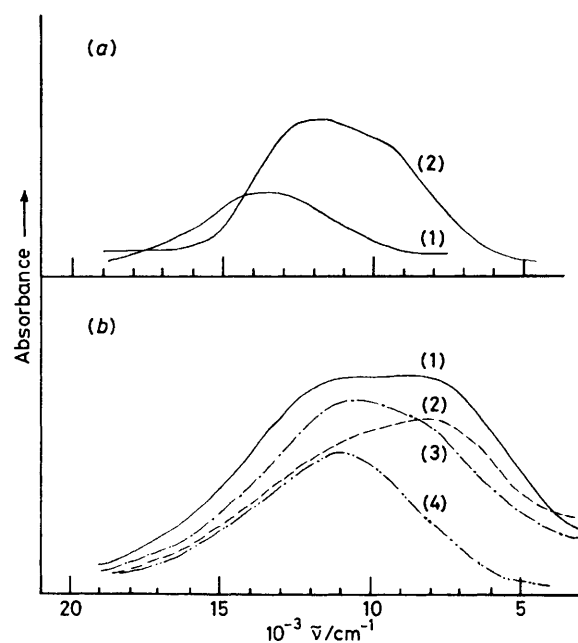 (a)
(2)
(1)
Absorbance →
(b)
(1)
(2)
(3)
(4)
20 15 10 5
10⁻³ ν̃/cm⁻¹